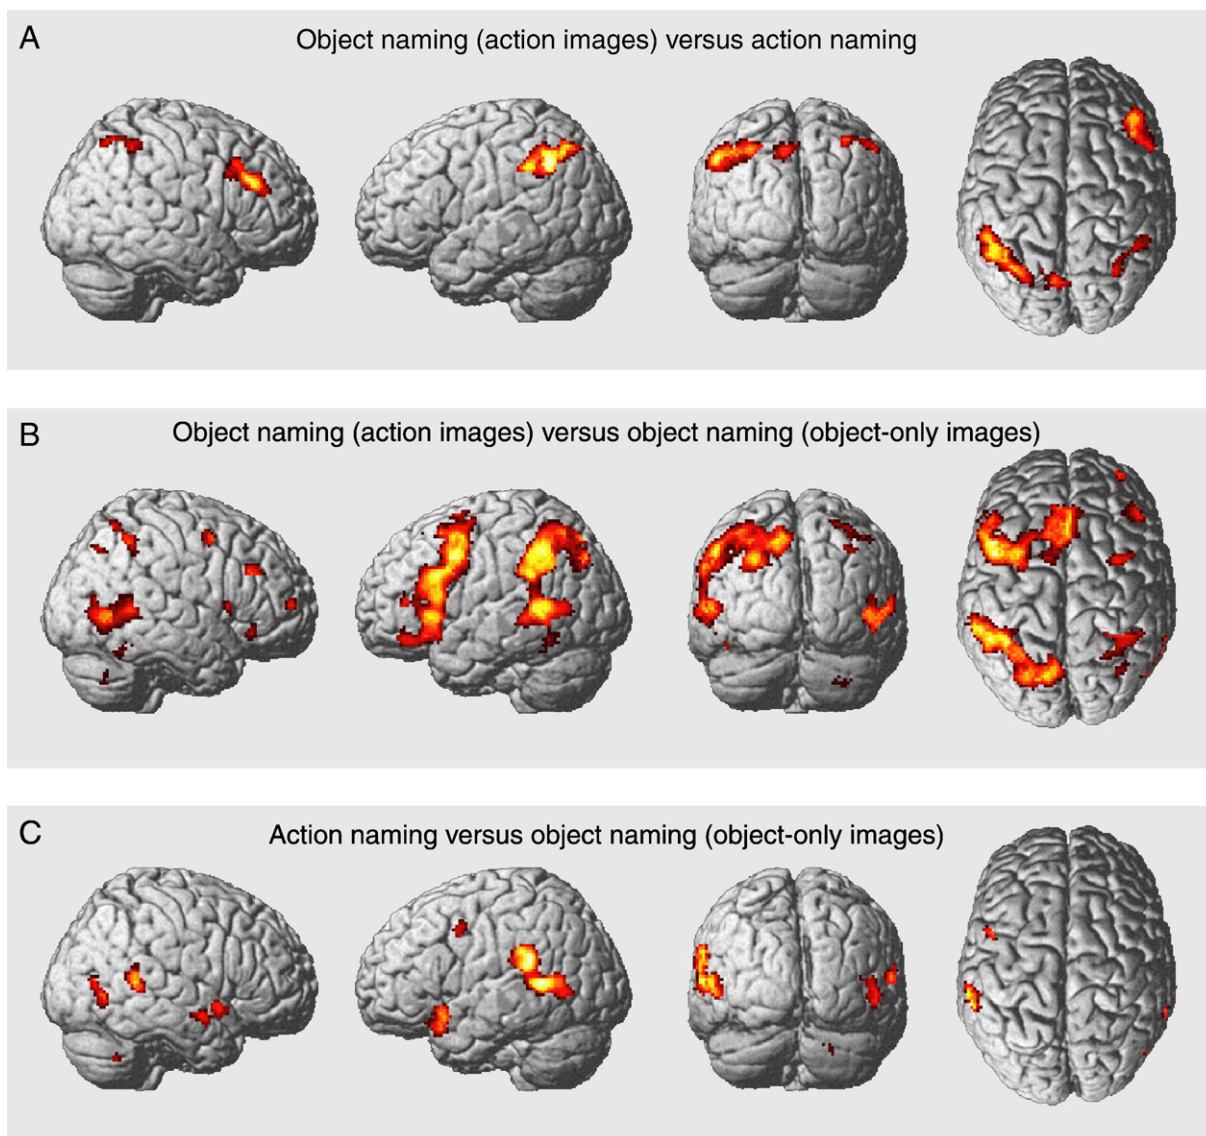 A
Object naming (action images) versus action naming
B
Object naming (action images) versus object naming (object-only images)
C
Action naming versus object naming (object-only images)